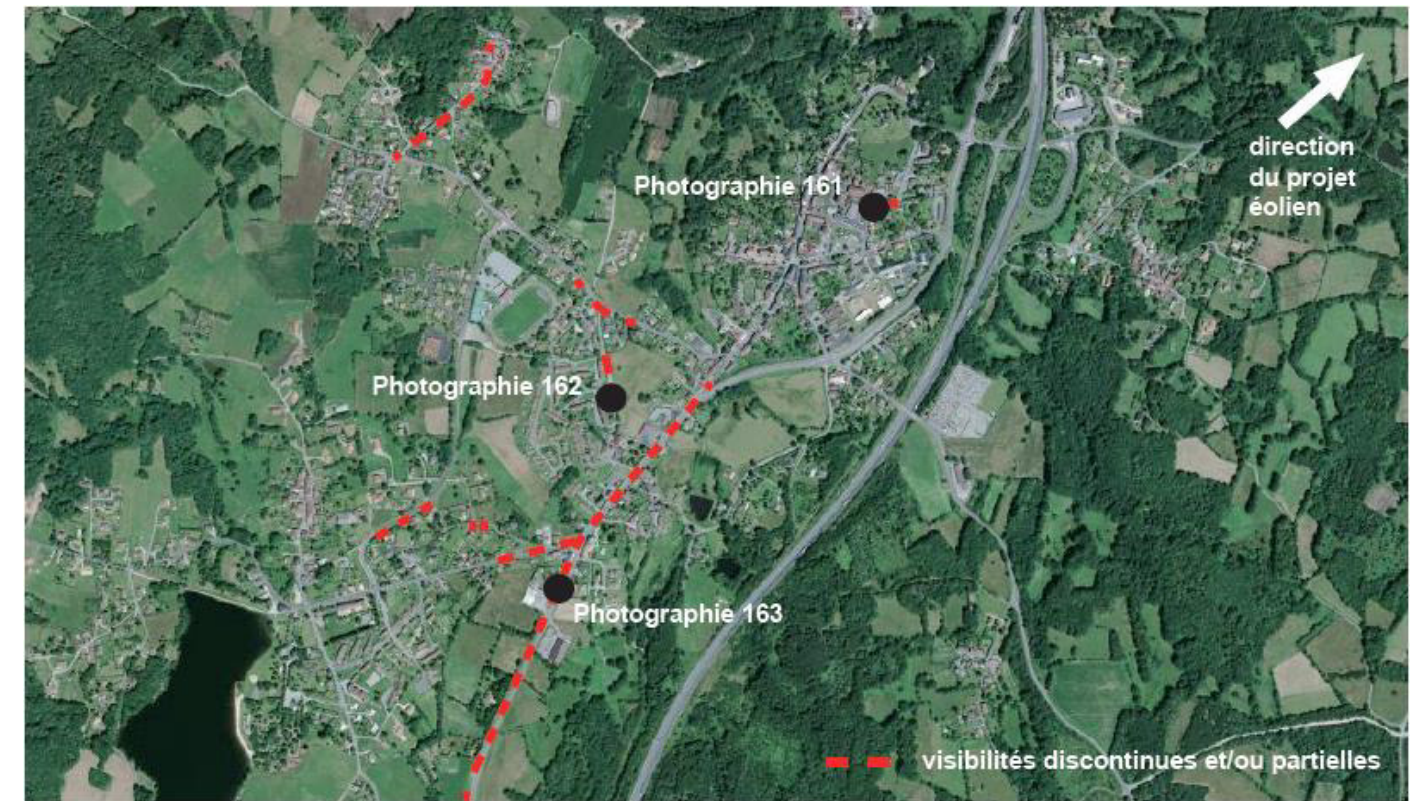 direction
du projet
éolien
Photographie 161
Photographie 162
Photographie 163
visibilités discontinues et/ou partielles